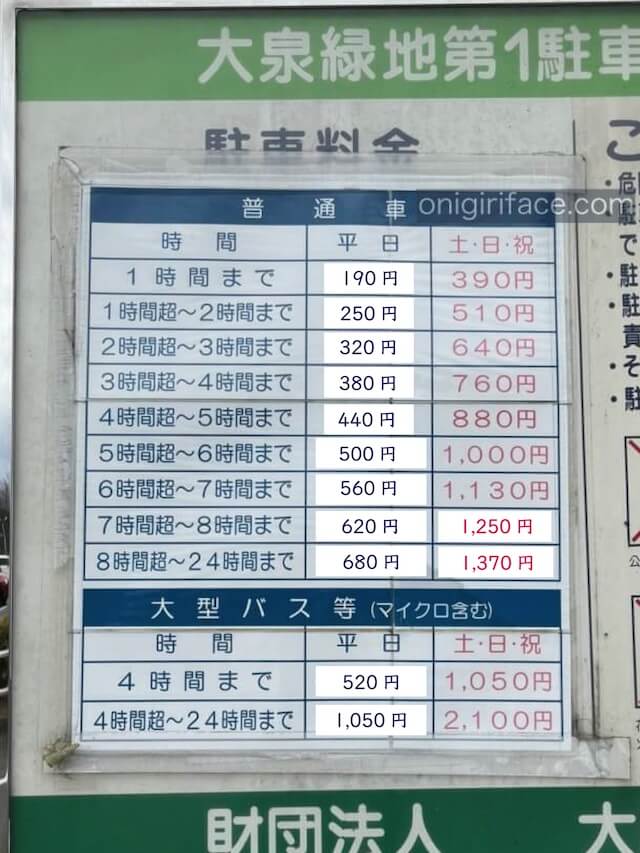 大泉緑地第1駐車
駐車料金
普通車
onigiriface.com
時間 平日 土・日・祝
1時間まで 190円 390円
1時間超～2時間まで 250円 510円
2時間超～3時間まで 320円 640円
3時間超～4時間まで 380円 760円
4時間超～5時間まで 440円 880円
5時間超～6時間まで 500円 1,000円
6時間超～7時間まで 560円 1,130円
7時間超～8時間まで 620円 1,250円
8時間超～24時間まで 680円 1,370円
大型バス等(マイクロ含む)
時間 平日 土・日・祝
4時間まで 520円 1,050円
4時間超～24時間まで 1,050円 2,100円
こ
・危
・駐
で
・駐
・駐
責
・そ
・駐
財団法人 大